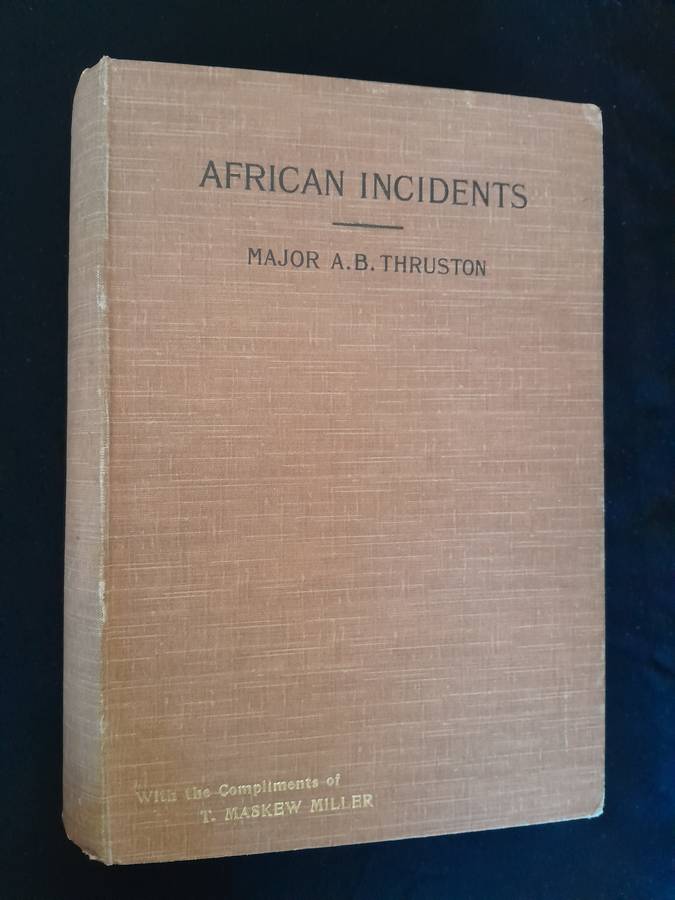 AFRICAN INCIDENTS
MAJOR A.B. THRUSTON
With the Compliments of
T. MASKEW MILLER